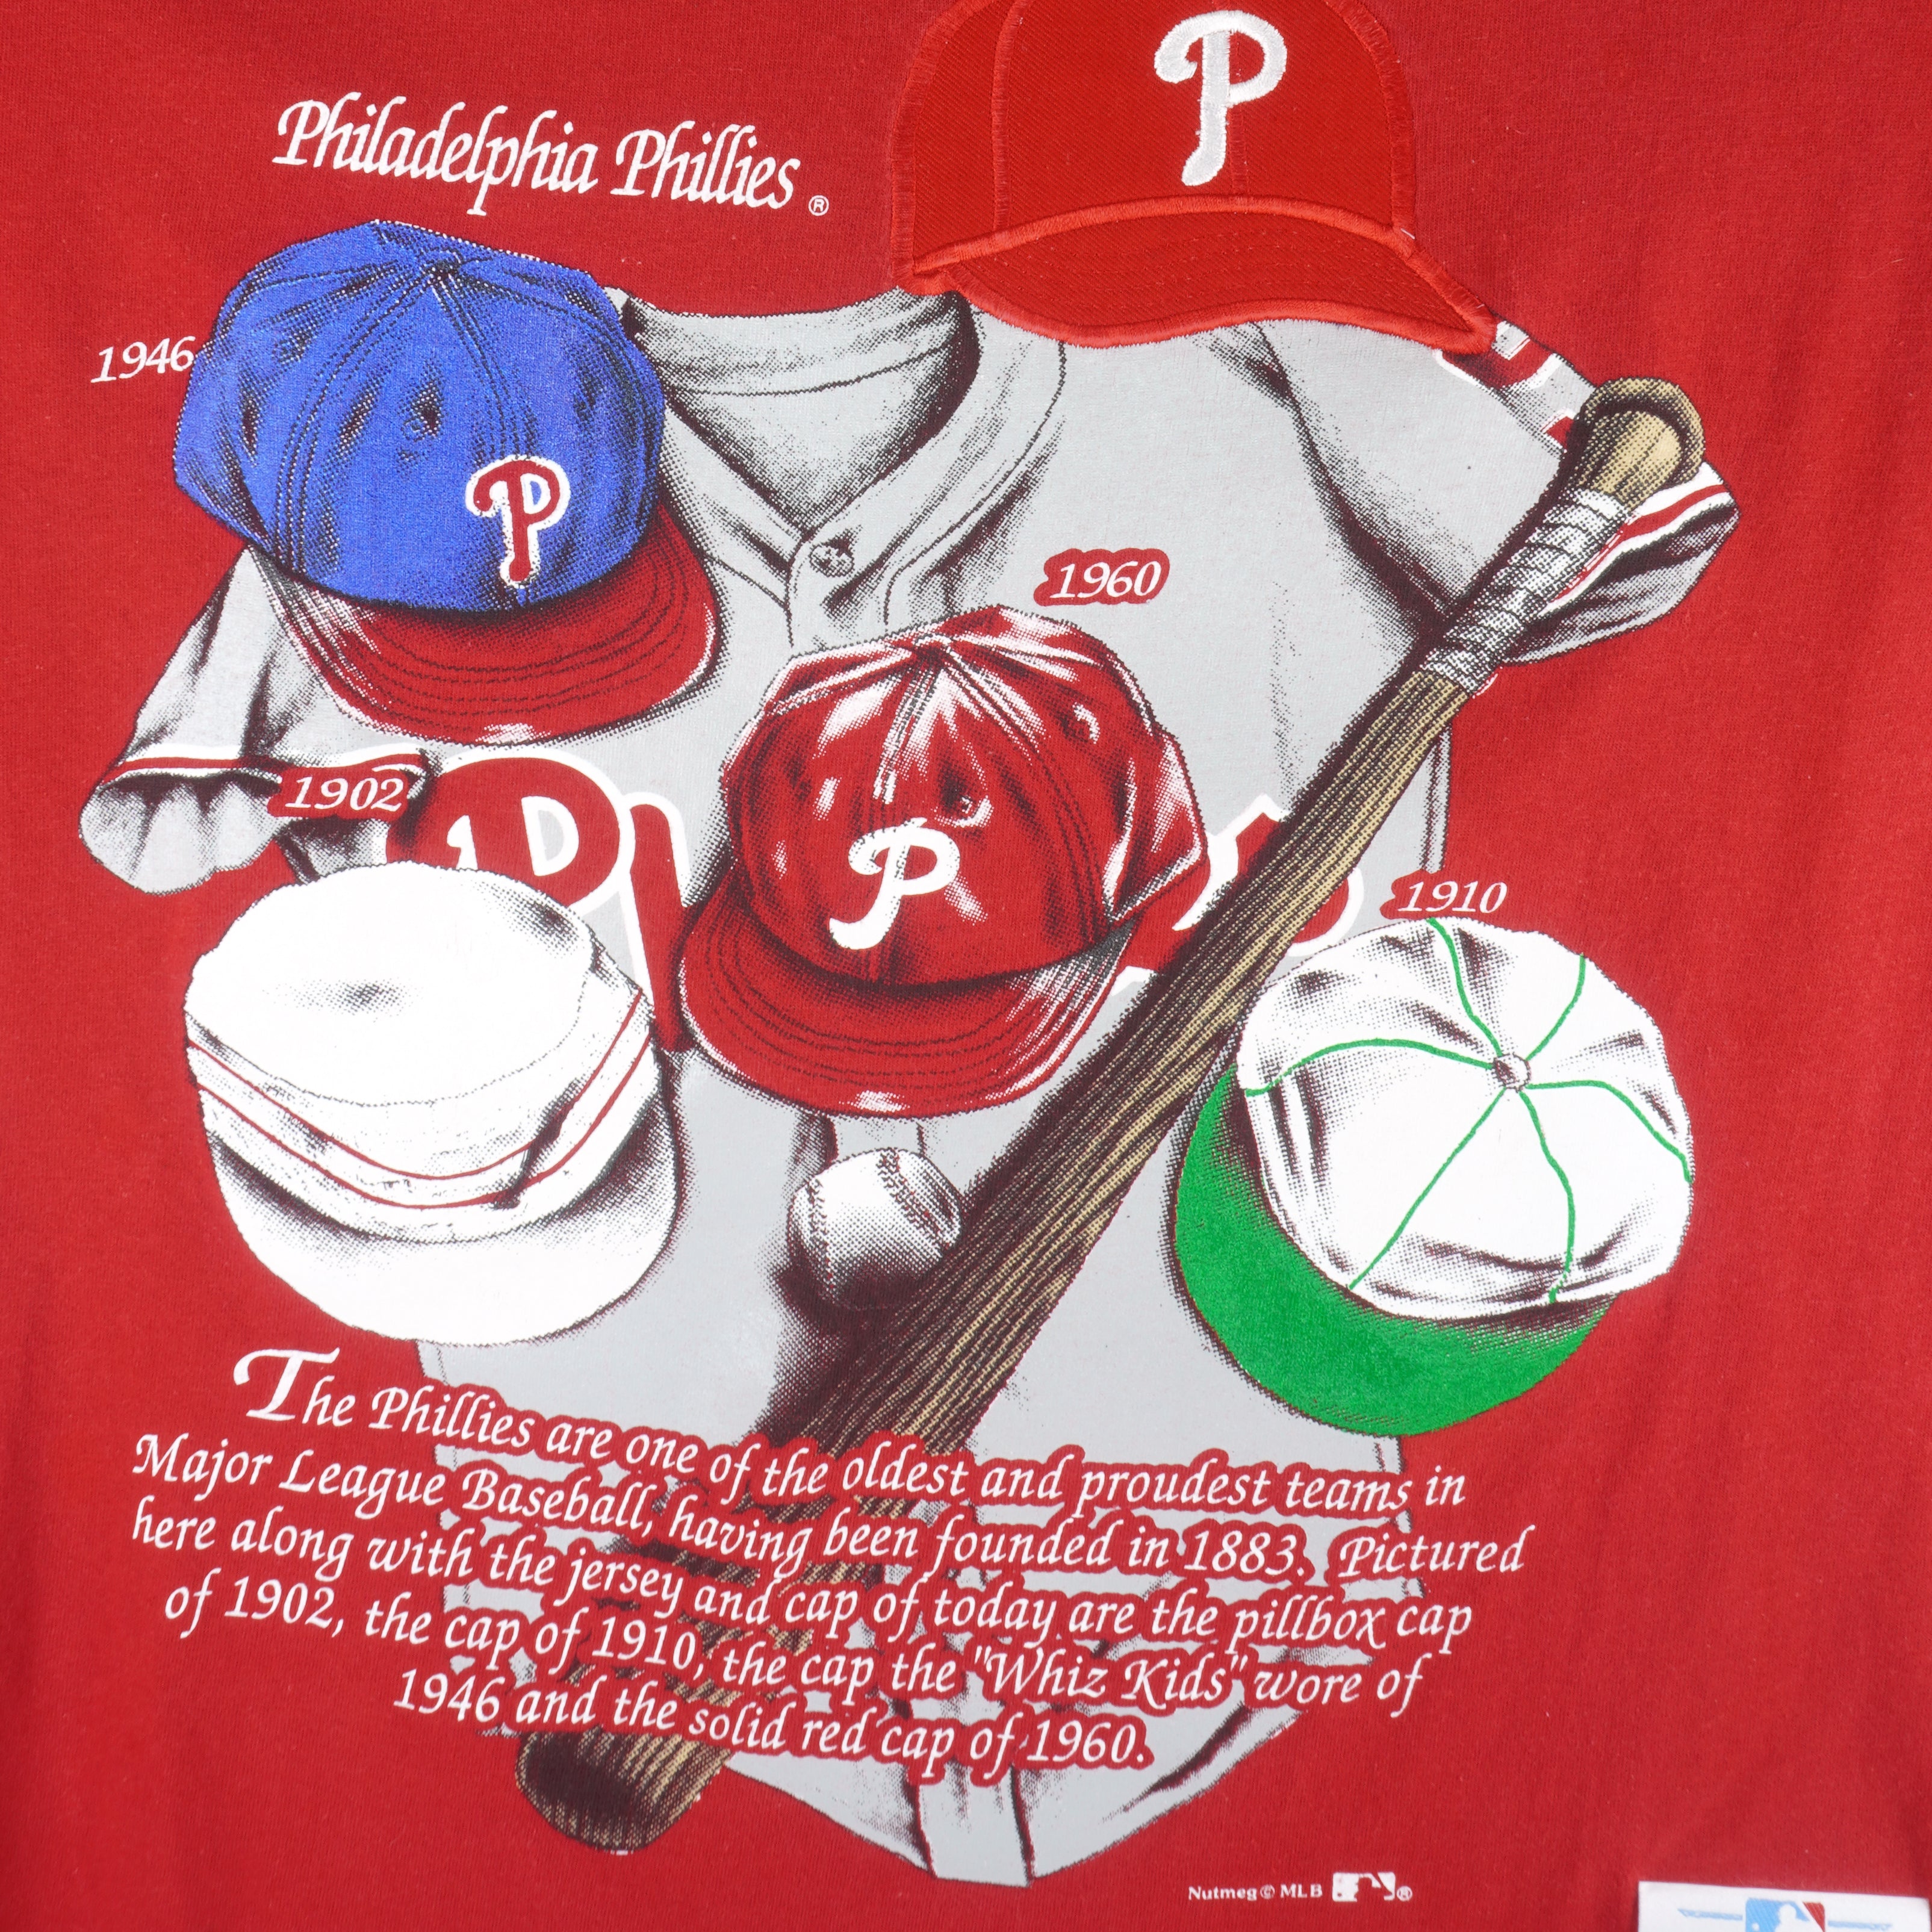 Philadelphia Phillies ®
P
1946
P
1960
P
1902
1910
The Phillies are one of the oldest and proudest teams in
Major League Baseball, having been founded in 1883. Pictured
here along with the jersey and cap of today are the pillbox cap
of 1902, the cap of 1910, the cap the "Whiz Kids" wore of
1946 and the solid red cap of 1960.
Nutmeg © MLB ®